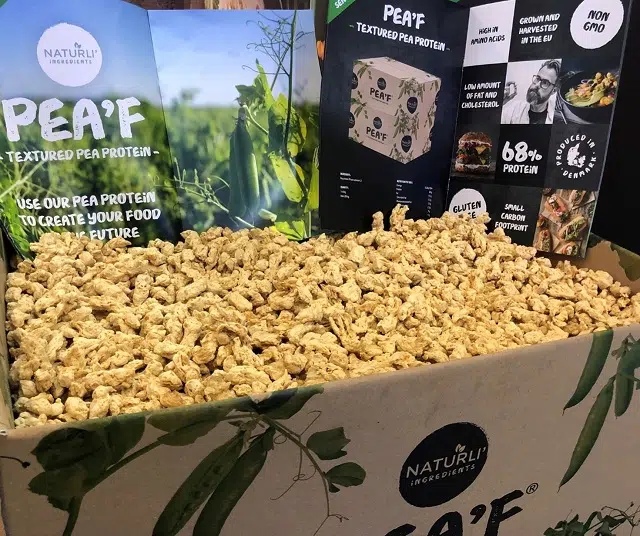 NATURLi'
INGREDIENTS
PEA'F
- TEXTURED PEA PROTEiN -
USE OUR PEA PROTEiN
TO CREATE YOUR FOOD
FUTURE
PEA'F
- TEXTURED PEA PROTEiN -
PEA'F
PEA'F
HIGH iN
AMiNO ACiDS
GROWN AND
HARVESTED
iN THE EU
NON
GMO
LOW AMOUNT
OF FAT AND
CHOLESTEROL
68%
PROTEiN
PRODUCED iN
DENMARK
GLUTEN
SMALL
CARBON
FOOTPRiNT
NATURLi'
iNGREDiENTS
EA'F®